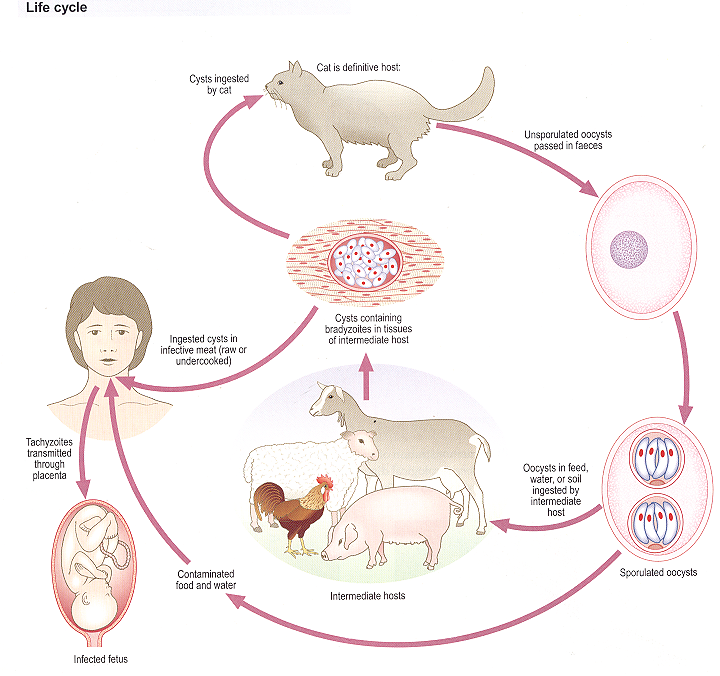 Life cycle
Cat is definitive host:
Cysts ingested
by cat
Unsporulated oocysts
passed in faeces
Cysts containing
bradyzoites in tissues
of intermediate host
Ingested cysts in
infective meat (raw or
undercooked)
Tachyzoites
transmitted
through
placenta
Oocysts in feed,
water, or soil
ingested by
intermediate
host
Sporulated oocysts
Contaminated
food and water
Intermediate hosts
Infected fetus